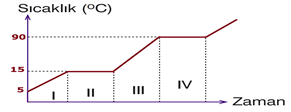 Sıcaklık (ºC)
90
15
5
I II III IV
Zaman